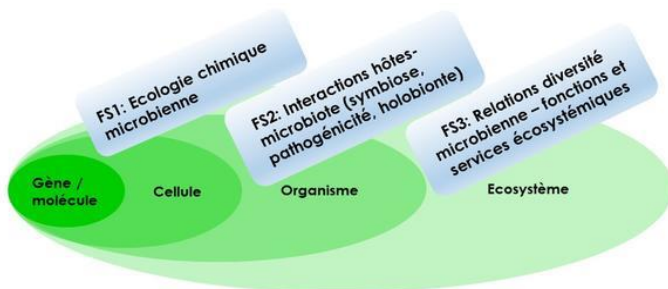 FS1: Ecologie chimique
microbienne
FS2: Interactions hôtes-
microbiote (symbiose,
pathogénicité, holobionte)
FS3: Relations diversité
microbienne – fonctions et
services écosystémiques
Gène /
molécule
Cellule
Organisme
Ecosystème